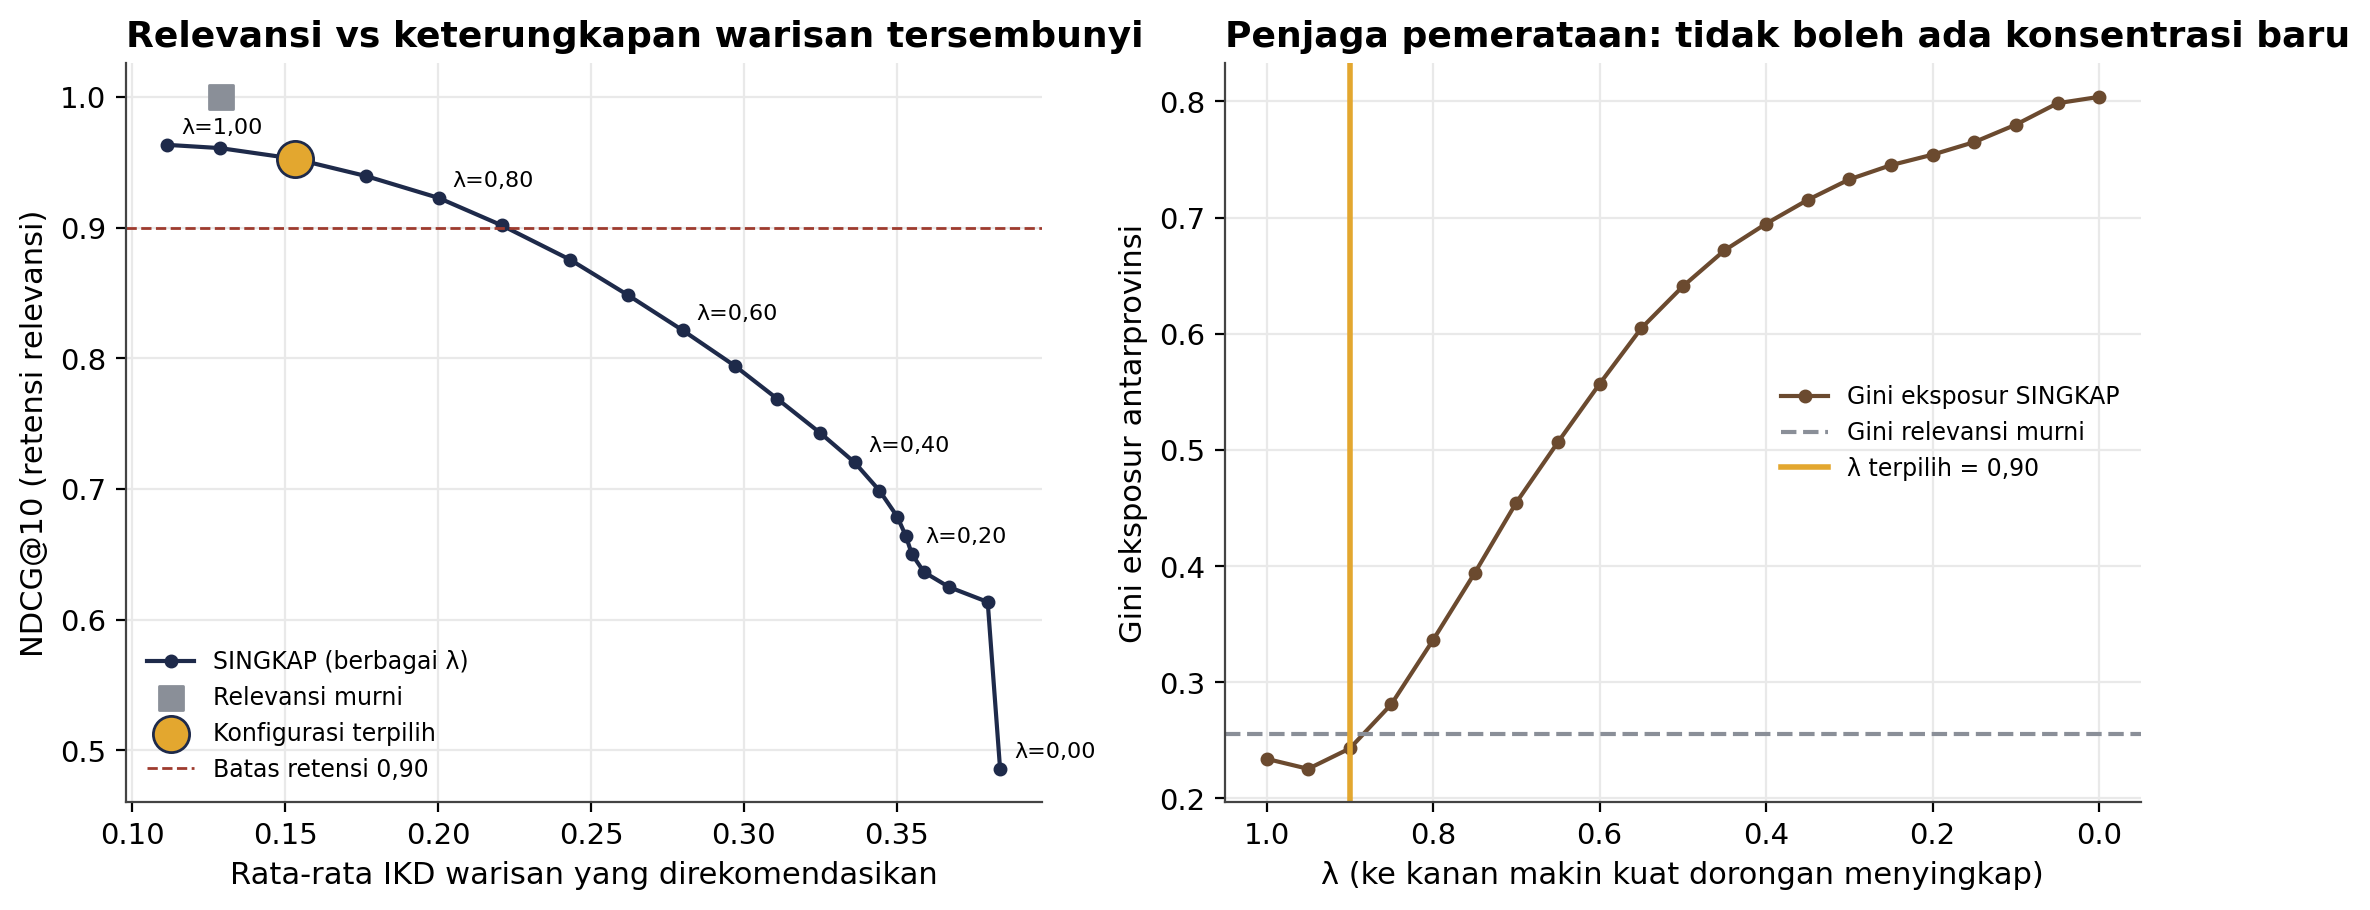 Relevansi vs keterungkapan warisan tersembunyi
NDCG@10 (retensi relevansi)
1.0
0.9
0.8
0.7
0.6
0.5
λ=1,00
λ=0,80
λ=0,60
λ=0,40
λ=0,20
λ=0,00
SINGKAP (berbagai λ)
Relevansi murni
Konfigurasi terpilih
Batas retensi 0,90
0.10 0.15 0.20 0.25 0.30 0.35
Rata-rata IKD warisan yang direkomendasikan
Penjaga pemerataan: tidak boleh ada konsentrasi baru
Gini eksposur antarprovinsi
0.8
0.7
0.6
0.5
0.4
0.3
0.2
Gini eksposur SINGKAP
Gini relevansi murni
λ terpilih = 0,90
1.0 0.8 0.6 0.4 0.2 0.0
λ (ke kanan makin kuat dorongan menyingkap)